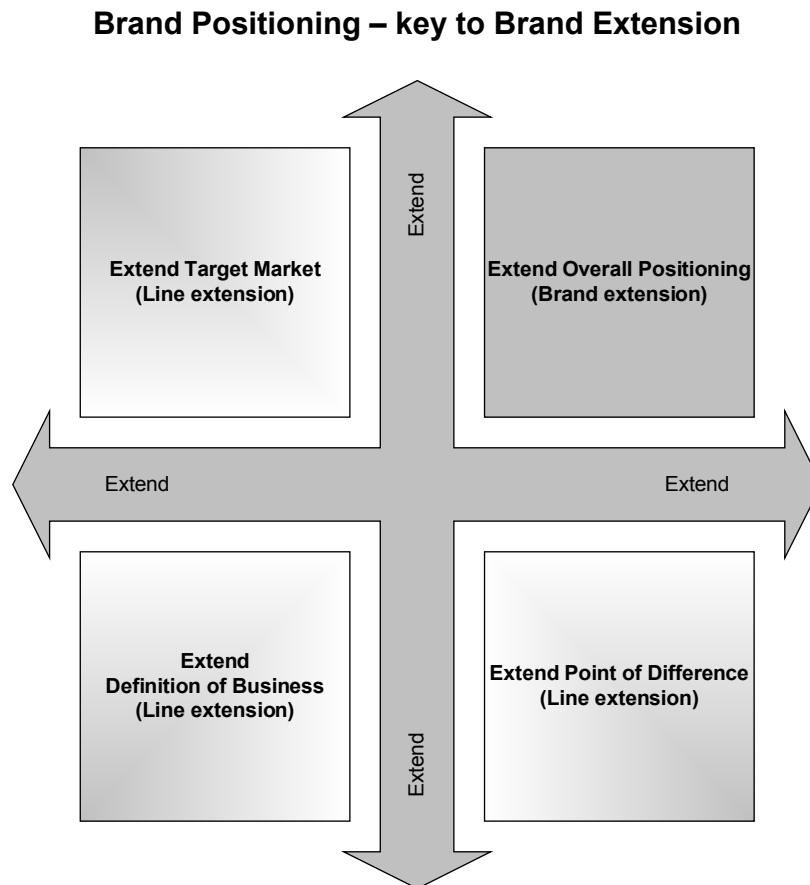 Brand Positioning – key to Brand Extension
Extend
Extend Target Market
(Line extension)
Extend Overall Positioning
(Brand extension)
Extend
Extend
Extend
Definition of Business
(Line extension)
Extend Point of Difference
(Line extension)
Extend